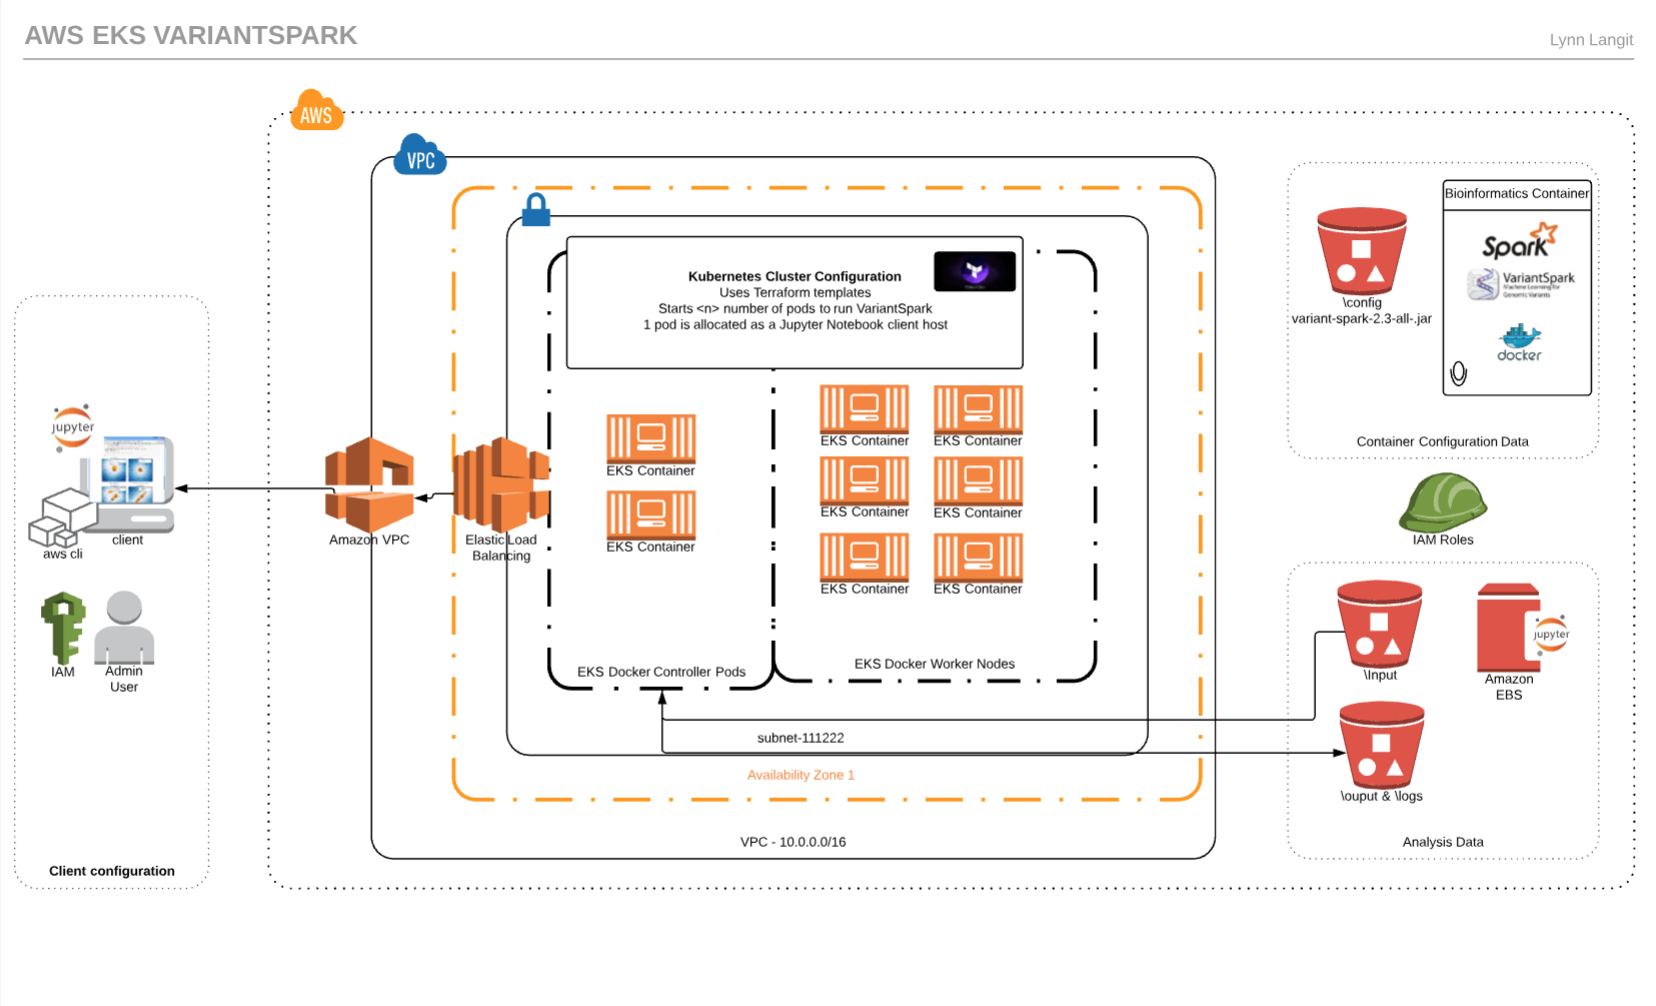 AWS EKS VARIANTSPARK
Lynn Langit
AWS
VPC
Kubernetes Cluster Configuration
Uses Terraform templates
Starts <n> number of pods to run VariantSpark
1 pod is allocated as a Jupyter Notebook client host
\config
variant-spark-2.3-all-.jar
Bioinformatics Container
Spark
VariantSpark
Machine Learning for
Genomic Variants
docker
Container Configuration Data
jupyter
aws cli
client
IAM
Admin
User
Client configuration
Amazon VPC
Elastic Load
Balancing
EKS Container
EKS Container
EKS Docker Controller Pods
EKS Container
EKS Container
EKS Container
EKS Container
EKS Container
EKS Container
EKS Docker Worker Nodes
subnet-111222
Availability Zone 1
VPC - 10.0.0.0/16
IAM Roles
\Input
jupyter
Amazon
EBS
\ouput & \logs
Analysis Data